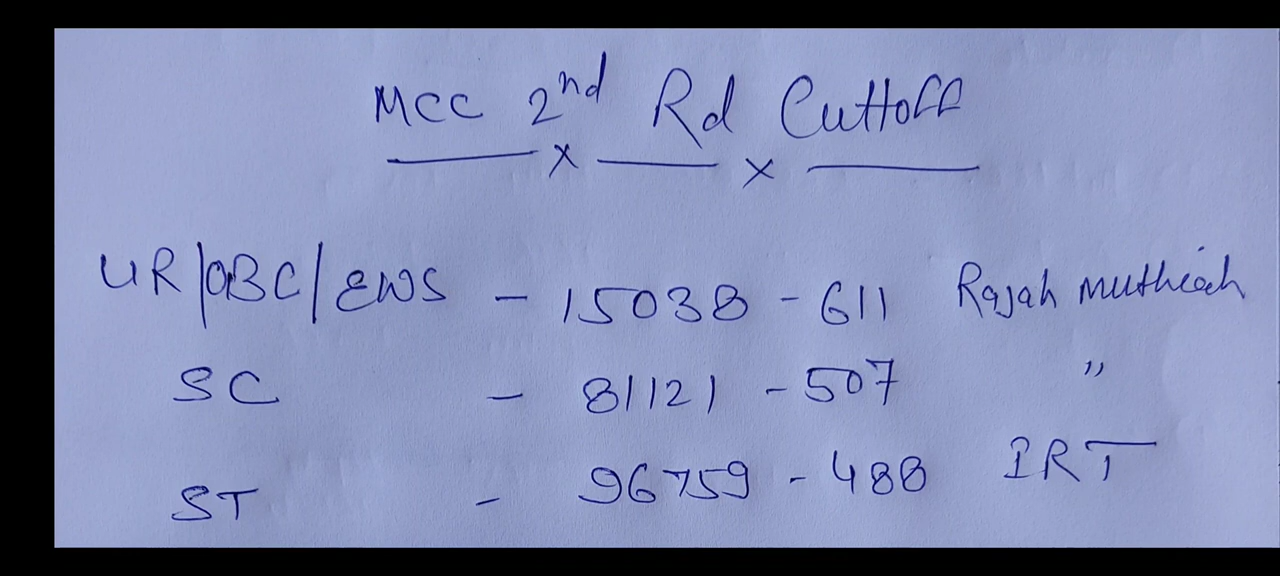 MCC 2nd Rd Cuttoff
UR/OBC/EWS - 15038 - 611 Rajah Muthiah
SC - 81121 - 507 "
ST - 96759 - 488 IRT